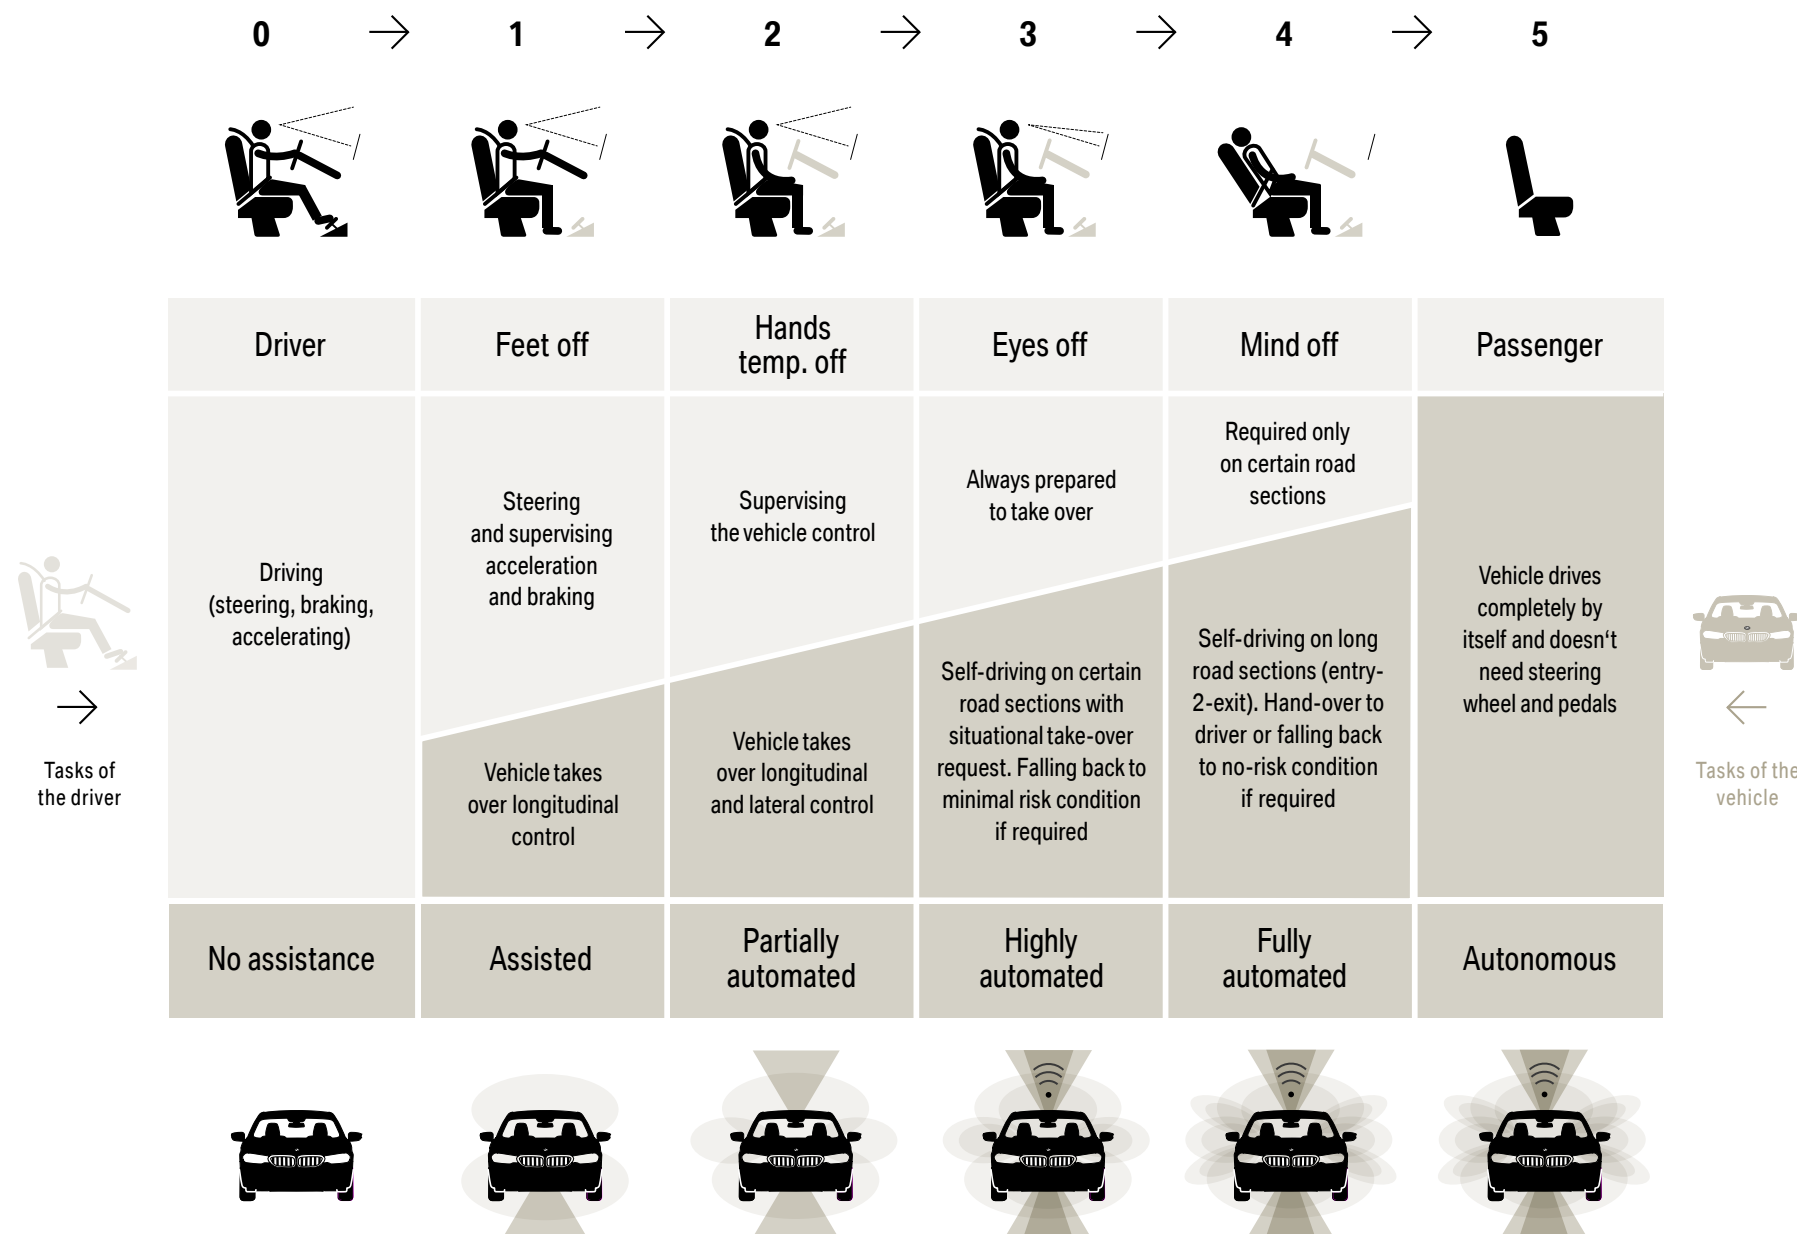 0 → 1 → 2 → 3 → 4 → 5
Driver
Feet off
Hands
temp. off
Eyes off
Mind off
Passenger
Driving
(steering, braking,
accelerating)
Steering
and supervising
acceleration
and braking
Supervising
the vehicle control
Always prepared
to take over
Required only
on certain road
sections
Vehicle takes
over longitudinal
control
Vehicle takes
over longitudinal
and lateral control
Self-driving on certain
road sections with
situational take-over
request. Falling back to
minimal risk condition
if required
Self-driving on long
road sections (entry-
2-exit). Hand-over to
driver or falling back
to no-risk condition
if required
Vehicle drives
completely by
itself and doesn‘t
need steering
wheel and pedals
→
Tasks of
the driver
←
Tasks of the
vehicle
No assistance
Assisted
Partially
automated
Highly
automated
Fully
automated
Autonomous